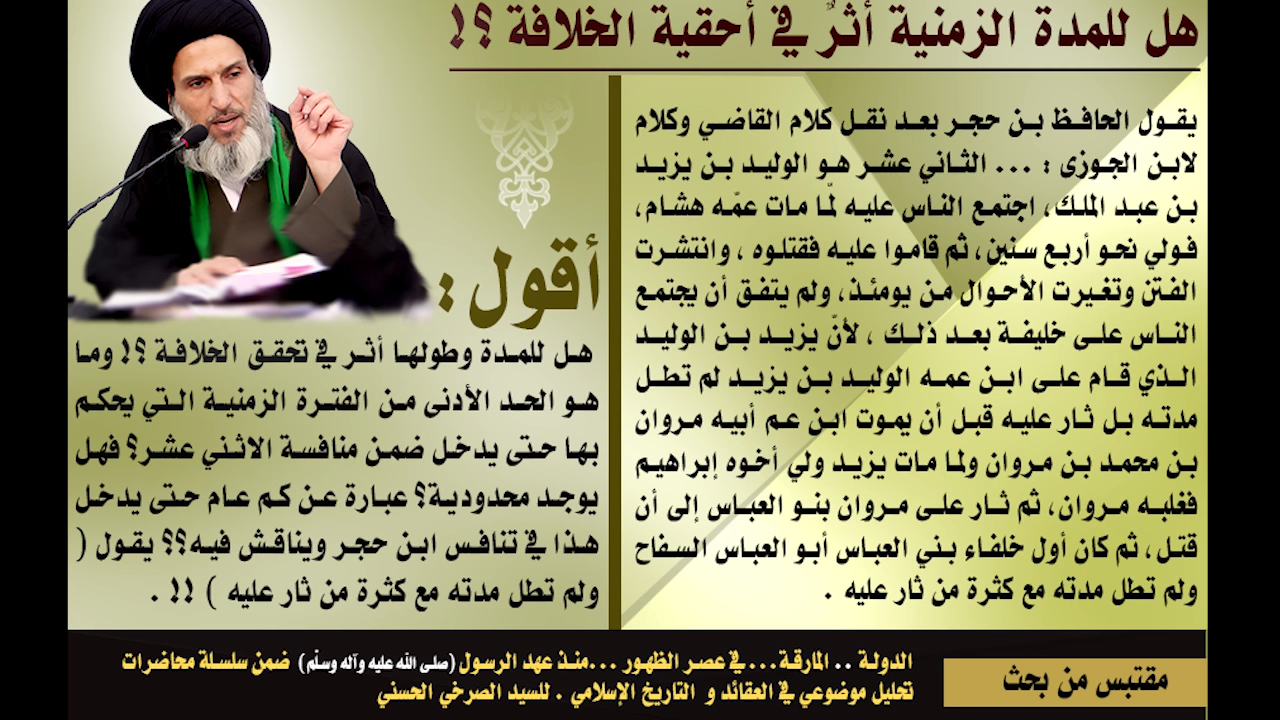 هل للمدة الزمنية أثرٌ في أحقية الخلافة ؟!
يقول الحافظ بن حجر بعد نقل كلام القاضي وكلام
لابن الجوزى : ... الثاني عشر هو الوليد بن يزيد
بن عبد الملك، اجتمع الناس عليه لمّا مات عمّه هشام،
فولي نحو أربع سنين، ثم قاموا عليه فقتلوه ، وانتشرت
الفتن وتغيرت الأحوال من يومئذ، ولم يتفق أن يجتمع
الناس على خليفة بعد ذلك ، لأنّ يزيد بن الوليد
الذي قام على ابن عمه الوليد بن يزيد لم تطل
مدته بل ثار عليه قبل أن يموت ابن عم أبيه مروان
بن محمد بن مروان ولما مات يزيد ولي أخوه إبراهيم
فغلبه مروان، ثم ثار على مروان بنو العباس إلى أن
قتل، ثم كان أول خلفاء بني العباس أبو العباس السفاح
ولم تطل مدته مع كثرة من ثار عليه .
أقول :
هل للمدة وطولها أثر في تحقق الخلافة ؟! وما
هو الحد الأدنى من الفترة الزمنية التي يحكم
بها حتى يدخل ضمن منافسة الاثني عشر؟ فهل
يوجد محدودية؟ عبارة عن كم عام حتى يدخل
هذا في تنافس ابن حجر ويناقش فيه؟؟ يقول (
ولم تطل مدته مع كثرة من ثار عليه ) !! .
مقتبس من بحث
الدولة .. المارقة... في عصر الظهور ...منذ عهد الرسول (صلى الله عليه وآله وسلّم) ضمن سلسلة محاضرات
تحليل موضوعي في العقائد و التاريخ الإسلامي . للسيد الصرخي الحسني